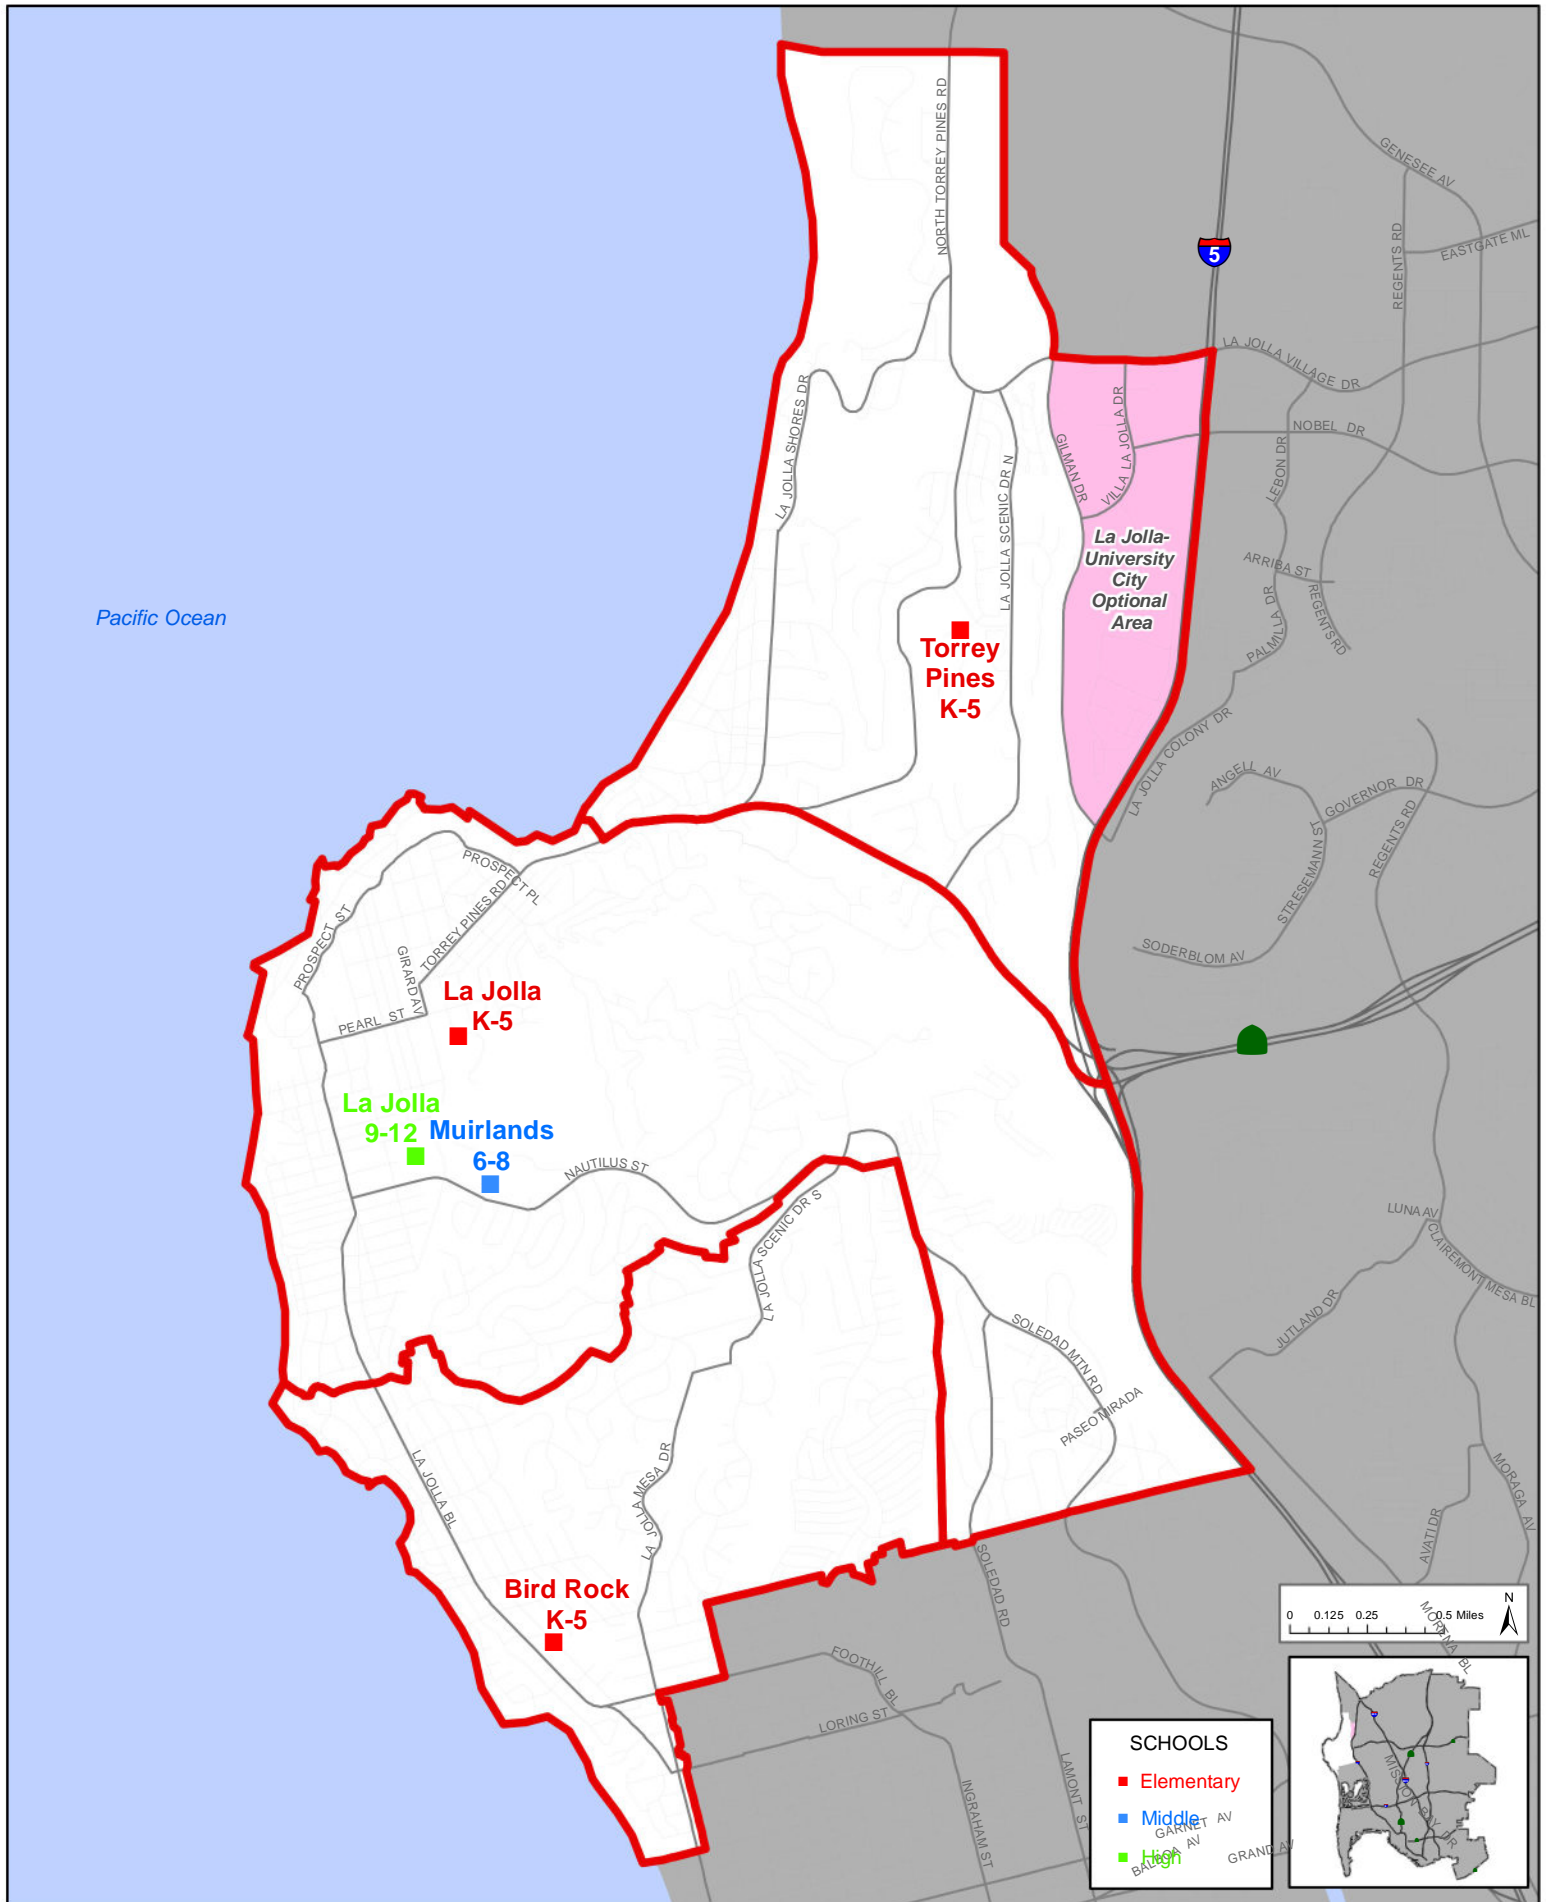 GENESEE AV
NORTH TORREY PINES RD
REGENTS RD
EASTGATE ML
5
LA JOLLA VILLAGE DR
LA JOLLA SHORES DR
VILLA LA JOLLA DR
NOBEL DR
GILMAN DR
LEBON DR
LA JOLLA SCENIC DR N
La Jolla-
University
City
Optional
Area
ARRIBA ST
REGENTS RD
PALMILLA DR
Pacific Ocean
Torrey
Pines
K-5
LA JOLLA COLONY DR
ANGELL AV
GOVERNOR DR
STRESEMANN ST
REGENTS RD
PROSPECT PL
PROSPECT ST
TORREY PINES RD
GIRARD AV
SODERBLOM AV
La Jolla
K-5
PEARL ST
La Jolla
9-12
Muirlands
6-8
NAUTILUS ST
LA JOLLA SCENIC DR S
LUNA AV
CLAIREMONT MESA BL
JUTLAND DR
SOLEDAD MTN RD
PASEO MIRADA
LA JOLLA BL
LA JOLLA MESA DR
MORAGA AV
AVATI DR
SOLEDAD RD
Bird Rock
K-5
0 0.125 0.25 0.5 Miles
N
MORENA BL
FOOTHILL BL
LORING ST
LAMONT ST
INGRAHAM ST
SCHOOLS
Elementary
Middle
High
GARNET AV
BALBOA AV
GRAND AV
MISSION BAY DR